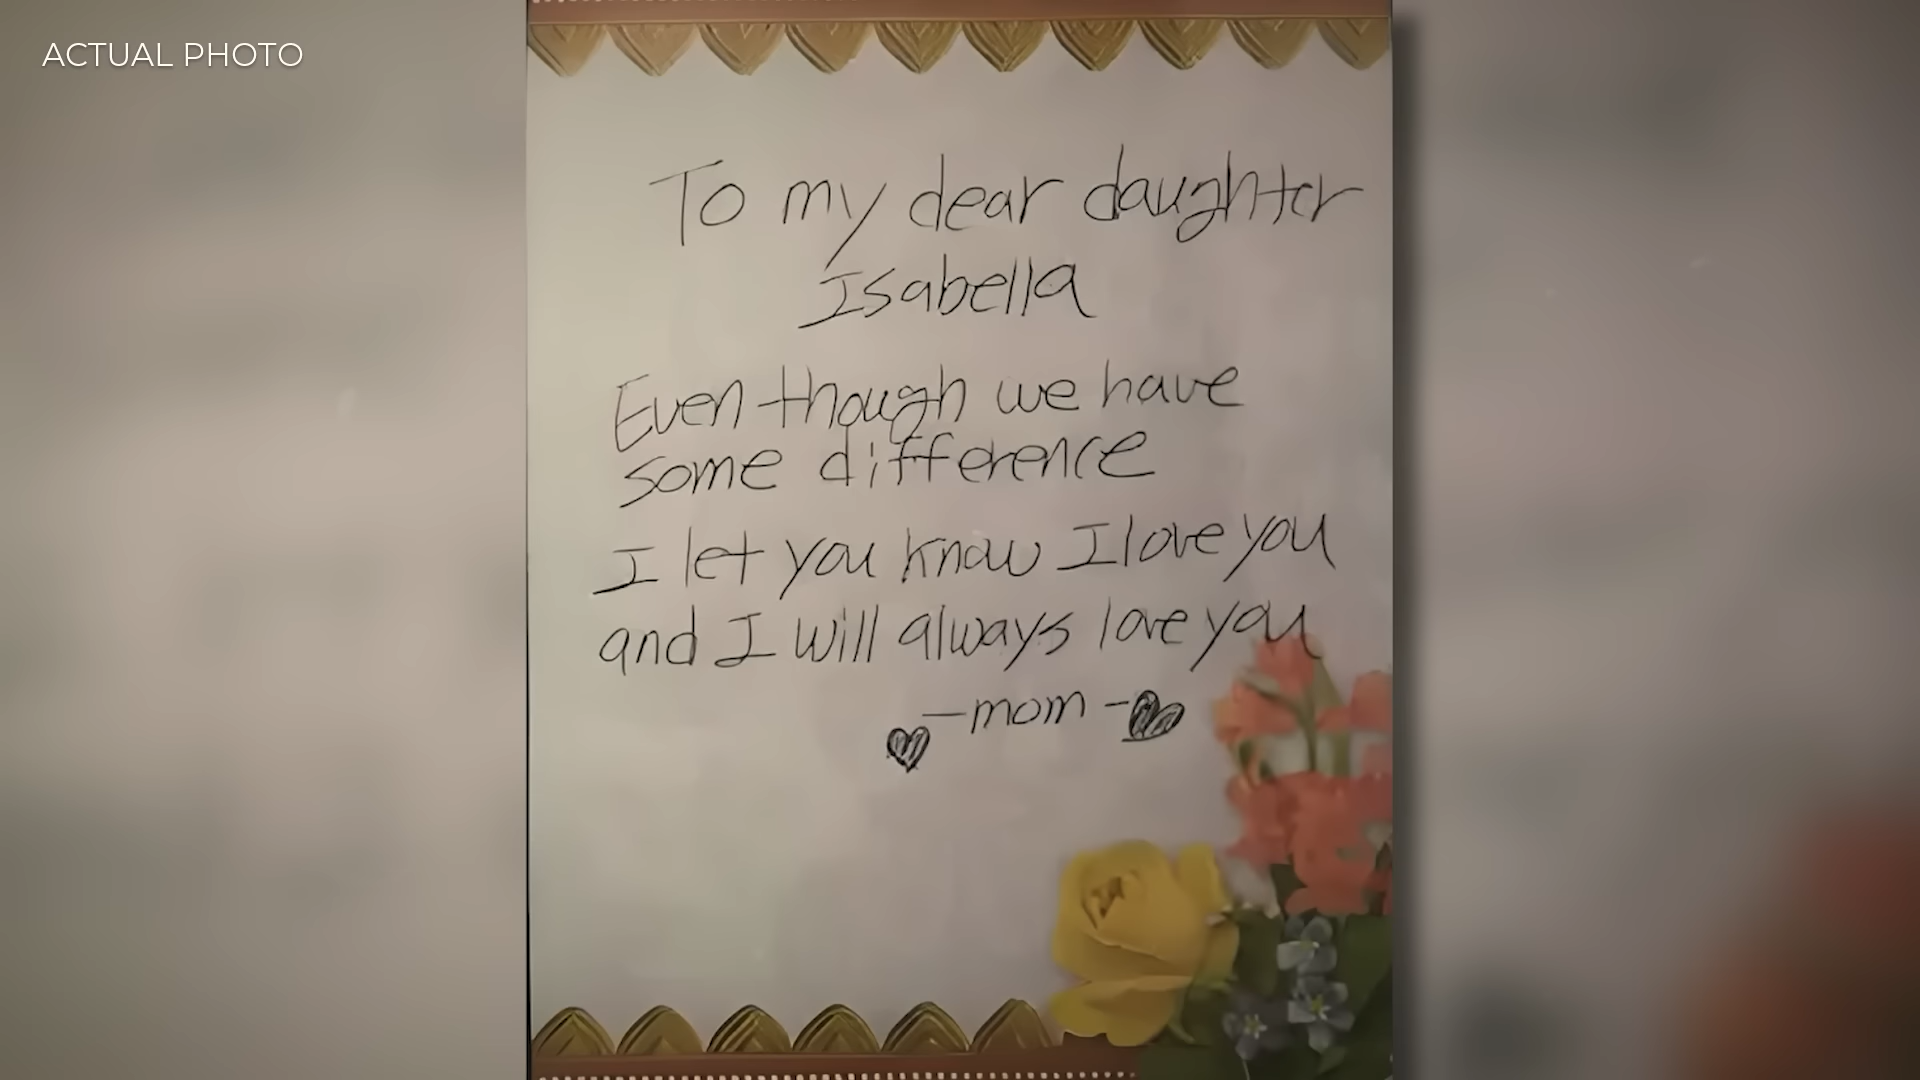 ACTUAL PHOTO
To my dear daughter
Isabella
Even though we have
some difference
I let you know I love you
and I will always love you
-mom-